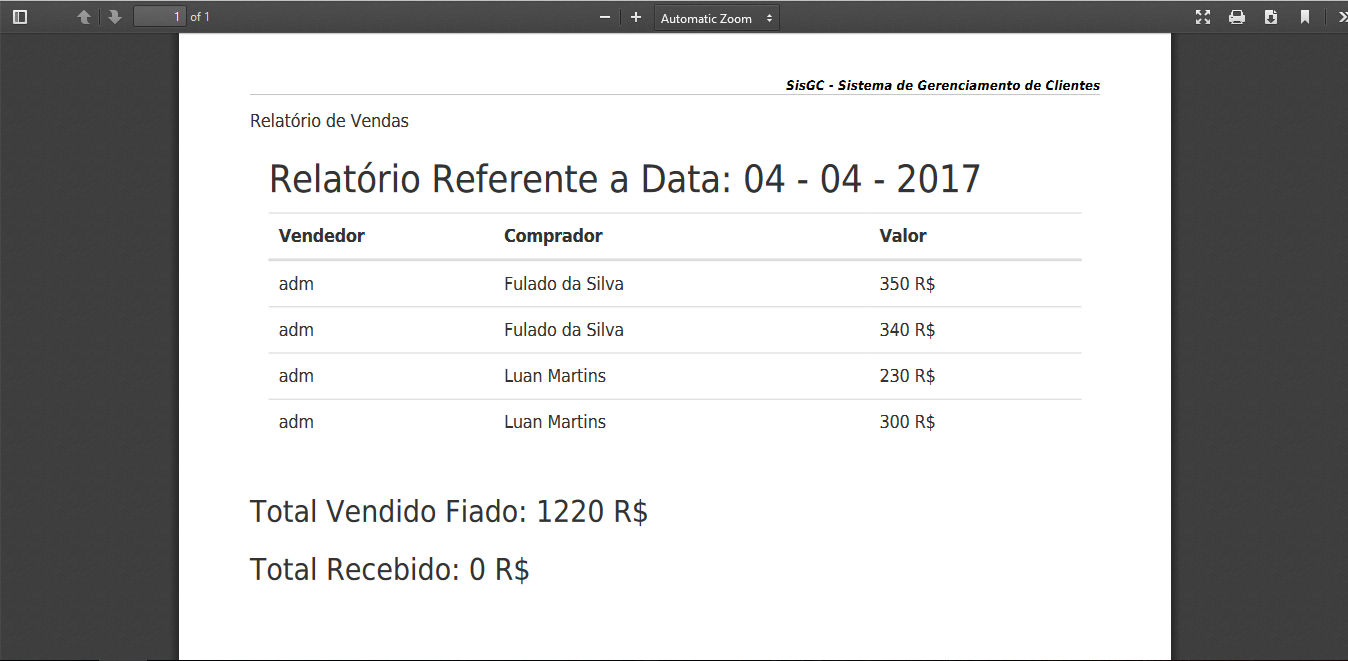 1 of 1
Automatic Zoom
SisGC - Sistema de Gerenciamento de Clientes
Relatório de Vendas
Relatório Referente a Data: 04 - 04 - 2017
Vendedor Comprador Valor
adm Fulado da Silva 350 R$
adm Fulado da Silva 340 R$
adm Luan Martins 230 R$
adm Luan Martins 300 R$
Total Vendido Fiado: 1220 R$
Total Recebido: 0 R$